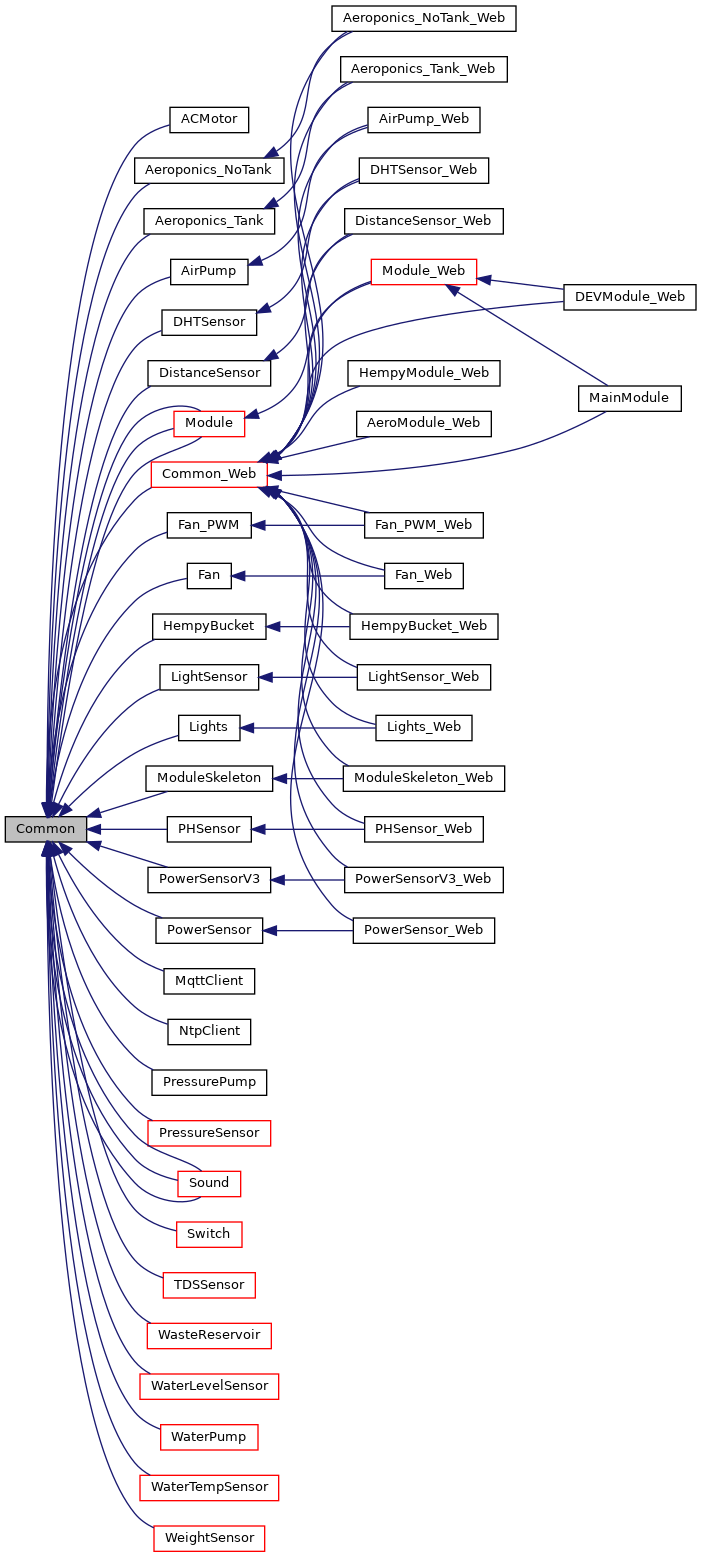 Aeroponics_NoTank_Web
Aeroponics_Tank_Web
ACMotor
AirPump_Web
Aeroponics_NoTank
DHTSensor_Web
Aeroponics_Tank
DistanceSensor_Web
AirPump
Module_Web
DEVModule_Web
DHTSensor
DistanceSensor
HempyModule_Web
MainModule
Module
AeroModule_Web
Common_Web
Fan_PWM
Fan_PWM_Web
Fan
Fan_Web
HempyBucket
HempyBucket_Web
LightSensor
LightSensor_Web
Lights
Lights_Web
ModuleSkeleton
ModuleSkeleton_Web
Common
PHSensor
PHSensor_Web
PowerSensorV3
PowerSensorV3_Web
PowerSensor
PowerSensor_Web
MqttClient
NtpClient
PressurePump
PressureSensor
Sound
Switch
TDSSensor
WasteReservoir
WaterLevelSensor
WaterPump
WaterTempSensor
WeightSensor